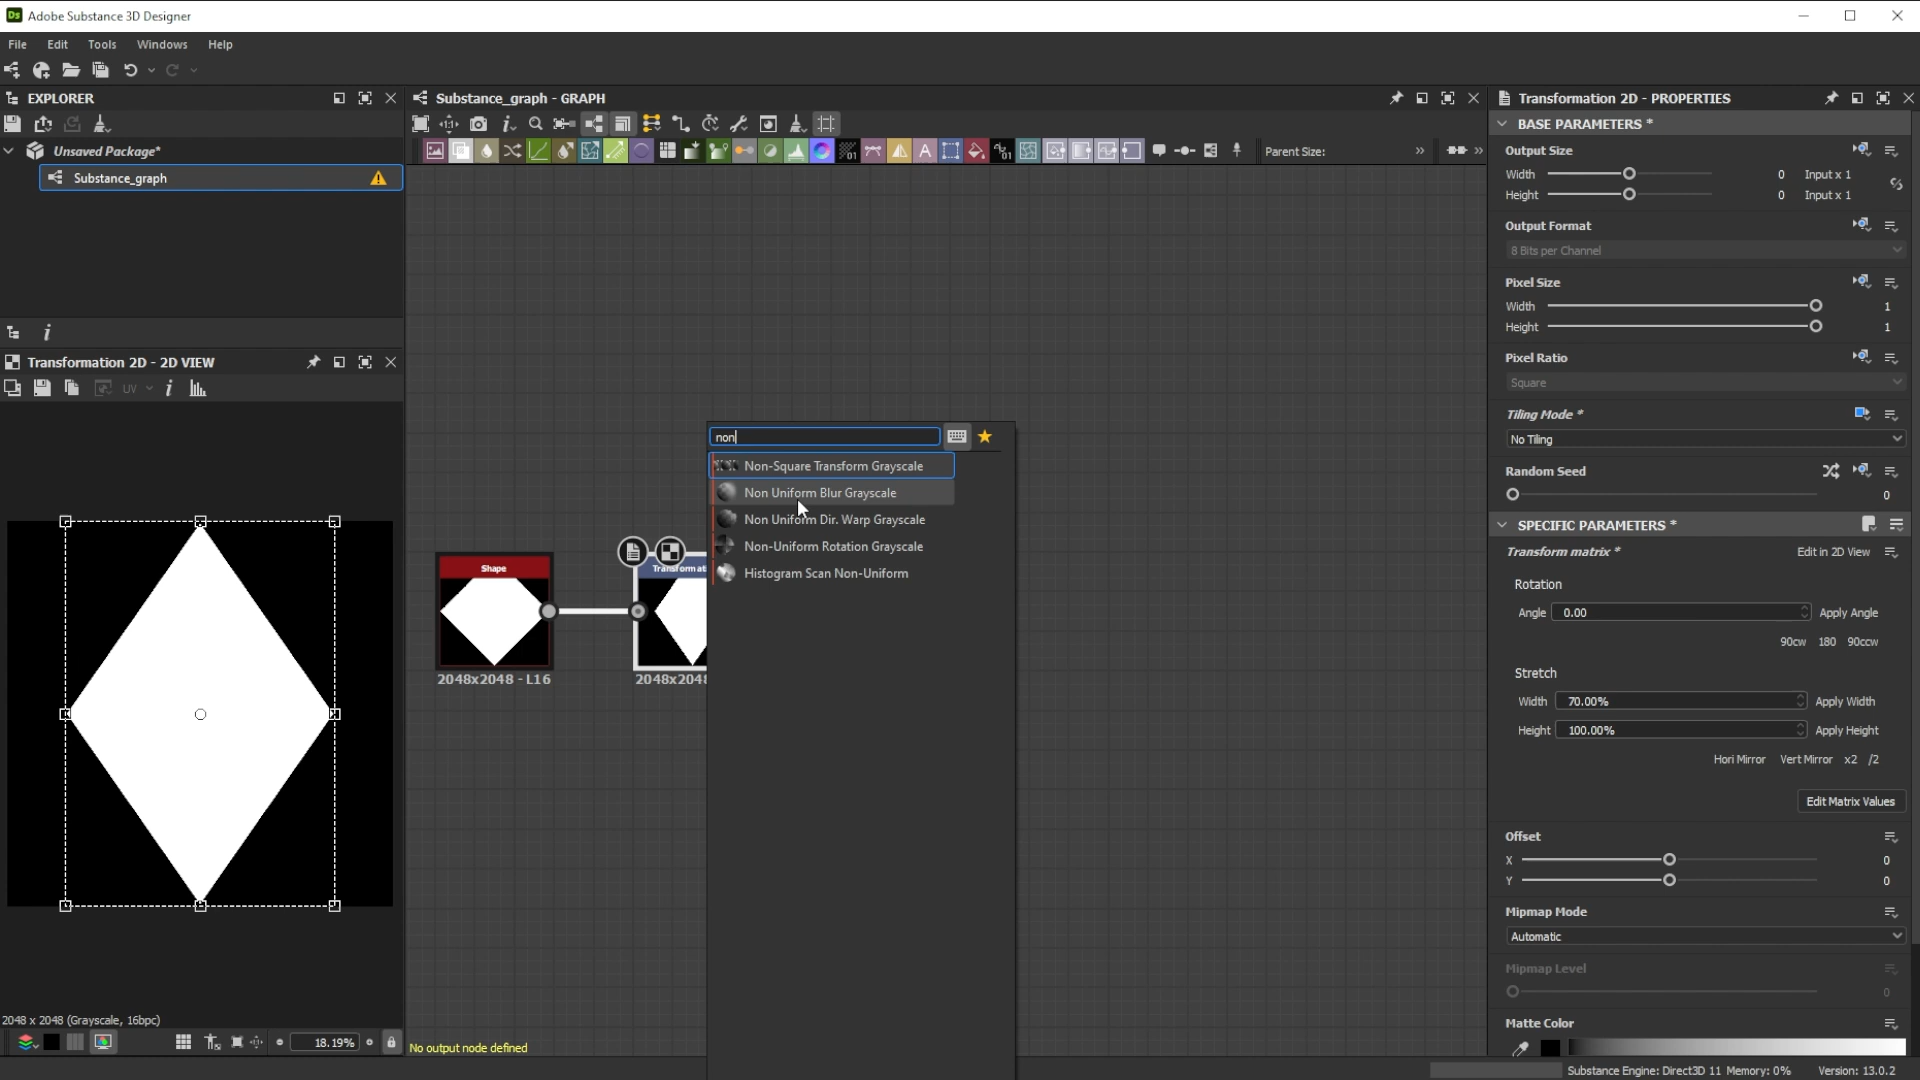 Ds Adobe Substance 3D Designer
File Edit Tools Windows Help
EXPLORER
Unsaved Package*
Substance_graph
Transformation 2D - 2D VIEW
UV
2048 x 2048 (Grayscale, 16bpc)
18.19%
Substance_graph - GRAPH
Parent Size:
non
Non-Square Transform Grayscale
Non Uniform Blur Grayscale
Non Uniform Dir. Warp Grayscale
Non-Uniform Rotation Grayscale
Histogram Scan Non-Uniform
Shape
2048x2048 - L16
Transformat
2048x2048
No output node defined
Transformation 2D - PROPERTIES
BASE PARAMETERS *
Output Size
Width 0 Input x 1
Height 0 Input x 1
Output Format
8 Bits per Channel
Pixel Size
Width 1
Height 1
Pixel Ratio
Square
Tiling Mode *
No Tiling
Random Seed
0
SPECIFIC PARAMETERS *
Transform matrix * Edit in 2D View
Rotation
Angle 0.00 Apply Angle
90cw 180 90ccw
Stretch
Width 70.00% Apply Width
Height 100.00% Apply Height
Hori Mirror Vert Mirror x2 /2
Edit Matrix Values
Offset
X 0
Y 0
Mipmap Mode
Automatic
Mipmap Level
0
Matte Color
Substance Engine: Direct3D 11 Memory: 0% Version: 13.0.2